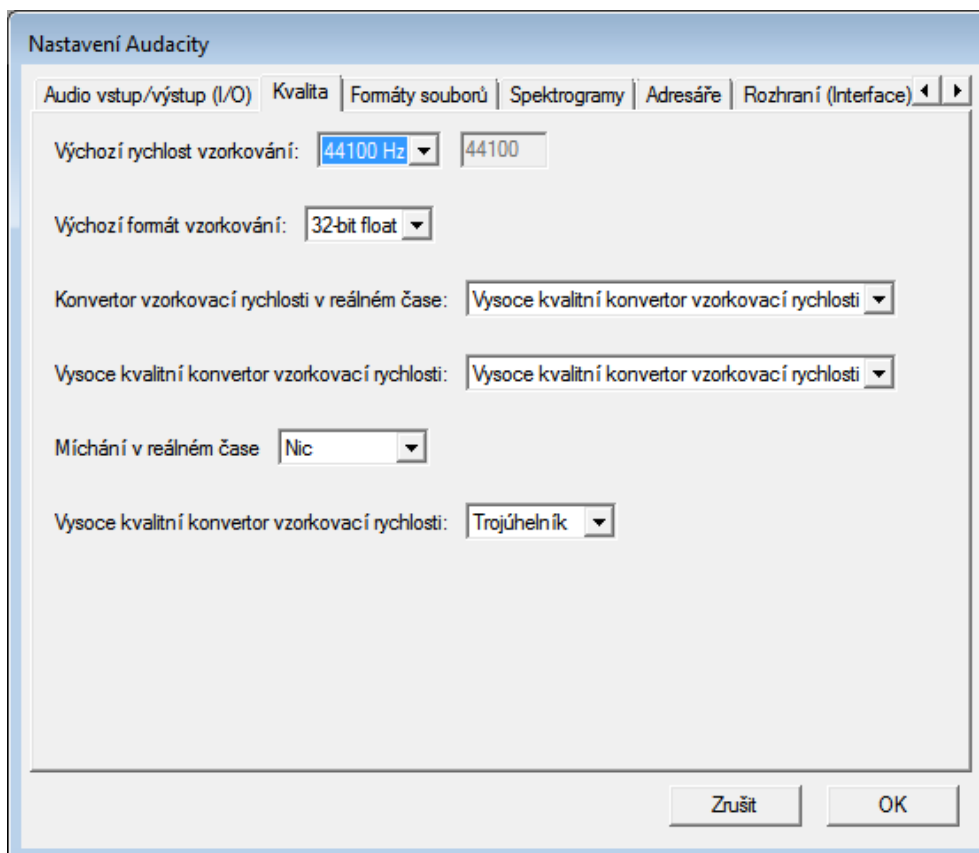 Nastavení Audacity
Audio vstup/výstup (I/O) Kvalita Formáty souborů Spektrogramy Adresáře Rozhraní (Interface)
Výchozí rychlost vzorkování: 44100 Hz 44100
Výchozí formát vzorkování: 32-bit float
Konvertor vzorkovací rychlosti v reálném čase: Vysoce kvalitní konvertor vzorkovací rychlosti
Vysoce kvalitní konvertor vzorkovací rychlosti: Vysoce kvalitní konvertor vzorkovací rychlosti
Míchání v reálném čase Nic
Vysoce kvalitní konvertor vzorkovací rychlosti: Trojúhelník
Zrušit OK